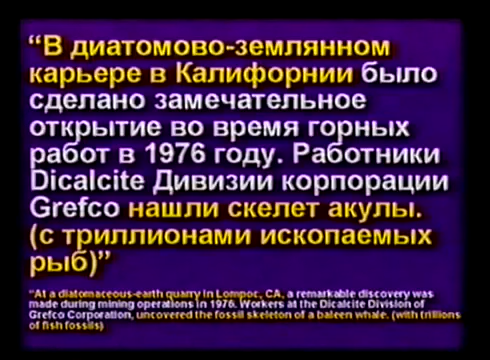 “В диатомово-землянном
карьере в Калифорнии было
сделано замечательное
открытие во время горных
работ в 1976 году. Работники
Dicalcite Дивизии корпорации
Grefco нашли скелет акулы.
(с триллионами ископаемых
рыб)”
“At a diatomaceous-earth quarry in Lompoc, CA, a remarkable discovery was
made during mining operations in 1976. Workers at the Dicalcite Division of
Grefco Corporation, uncovered the fossil skeleton of a baleen whale. (with trillions
of fish fossils)